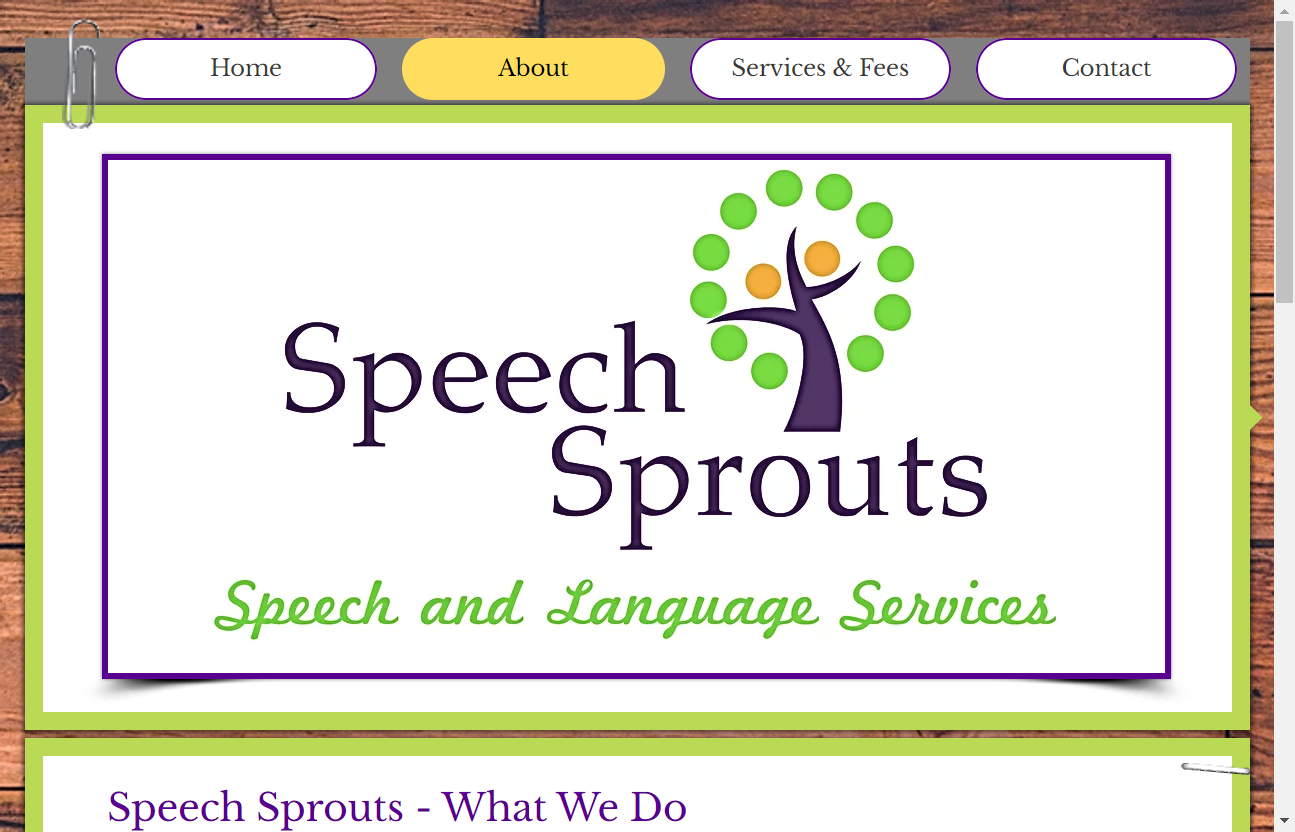 Home About Services & Fees Contact
Speech
Sprouts
Speech and Language Services
Speech Sprouts - What We Do